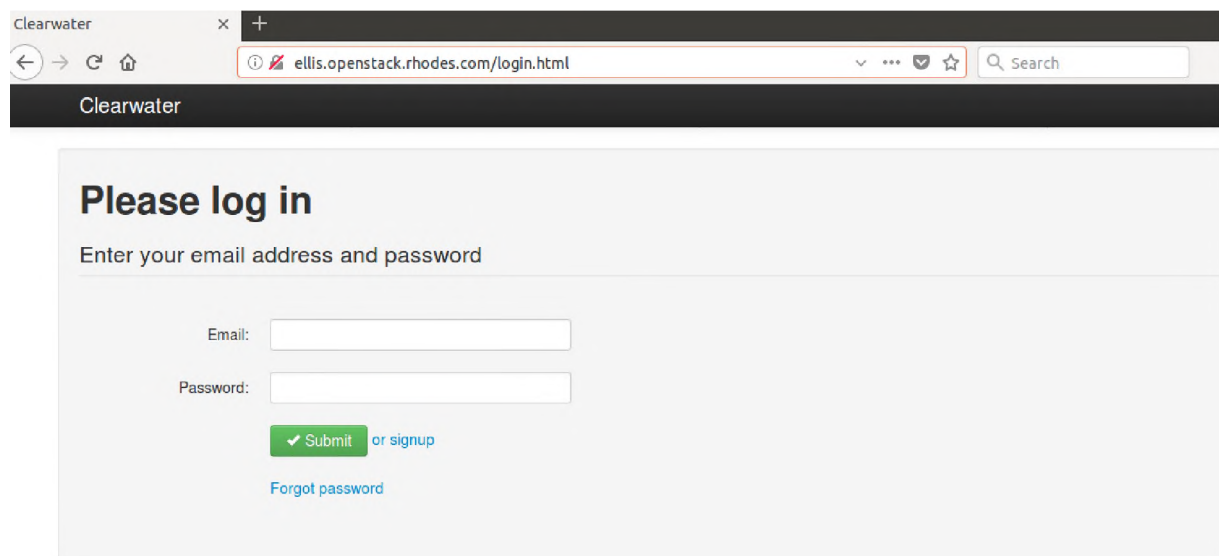 Clearwater
ellis.openstack.rhodes.com/login.html
Search
Clearwater
Please log in
Enter your email address and password
Email:
Password:
Submit or signup
Forgot password